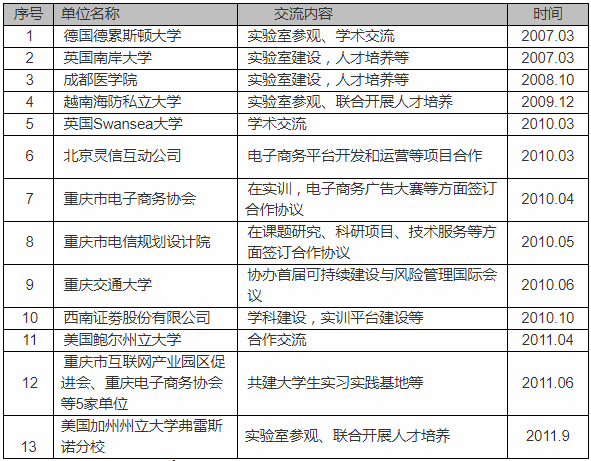 序号 单位名称 交流内容 时间
1 德国德累斯顿大学 实验室参观、学术交流 2007.03
2 英国南岸大学 实验室建设，人才培养等 2007.03
3 成都医学院 实验室建设，人才培养等 2008.10
4 越南海防私立大学 实验室参观、联合开展人才培养 2009.12
5 英国Swansea大学 学术交流 2010.03
6 北京灵信互动公司 电子商务平台开发和运营等项目合作 2010.03
7 重庆市电子商务协会 在实训，电子商务广告大赛等方面签订
合作协议 2010.04
8 重庆市电信规划设计院 在课题研究、科研项目、技术服务等方
面签订合作协议 2010.05
9 重庆交通大学 协办首届可持续建设与风险管理国际会
议 2010.06
10 西南证券股份有限公司 学科建设，实训平台建设等 2010.10
11 美国鲍尔州立大学 合作交流 2011.04
12 重庆市互联网产业园区促
进会、重庆电子商务协会
等5家单位 共建大学生实习实践基地等 2011.06
13 美国加州州立大学弗雷斯
诺分校 实验室参观、联合开展人才培养 2011.9